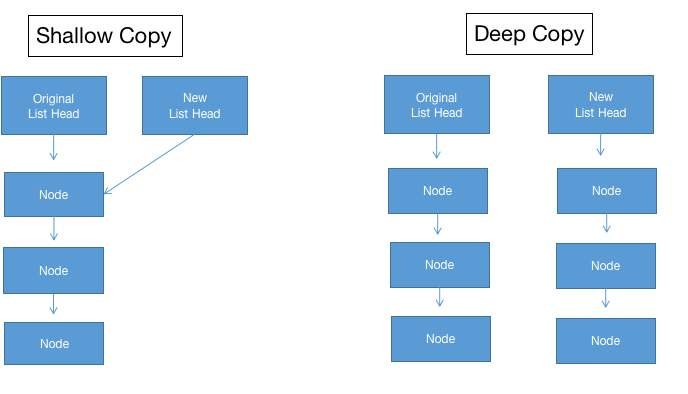 Shallow Copy
Original
List Head
New
List Head
Node
Node
Node
Deep Copy
Original
List Head
New
List Head
Node
Node
Node
Node
Node
Node